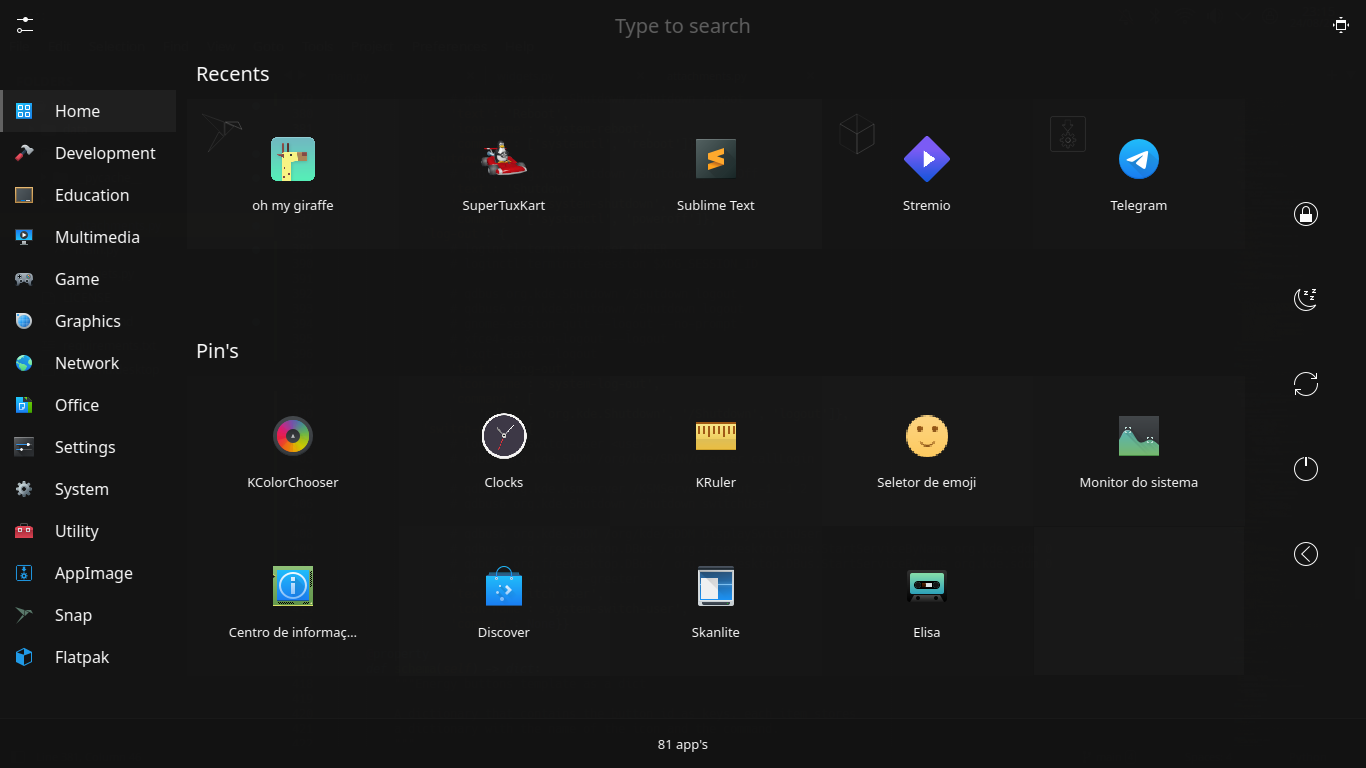 Type to search
Home
Development
Education
Multimedia
Game
Graphics
Network
Office
Settings
System
Utility
AppImage
Snap
Flatpak
Recents
oh my giraffe
SuperTuxKart
Sublime Text
Stremio
Telegram
Pin's
KColorChooser
Clocks
KRuler
Seletor de emoji
Monitor do sistema
Centro de informaç...
Discover
Skanlite
Elisa
81 app's